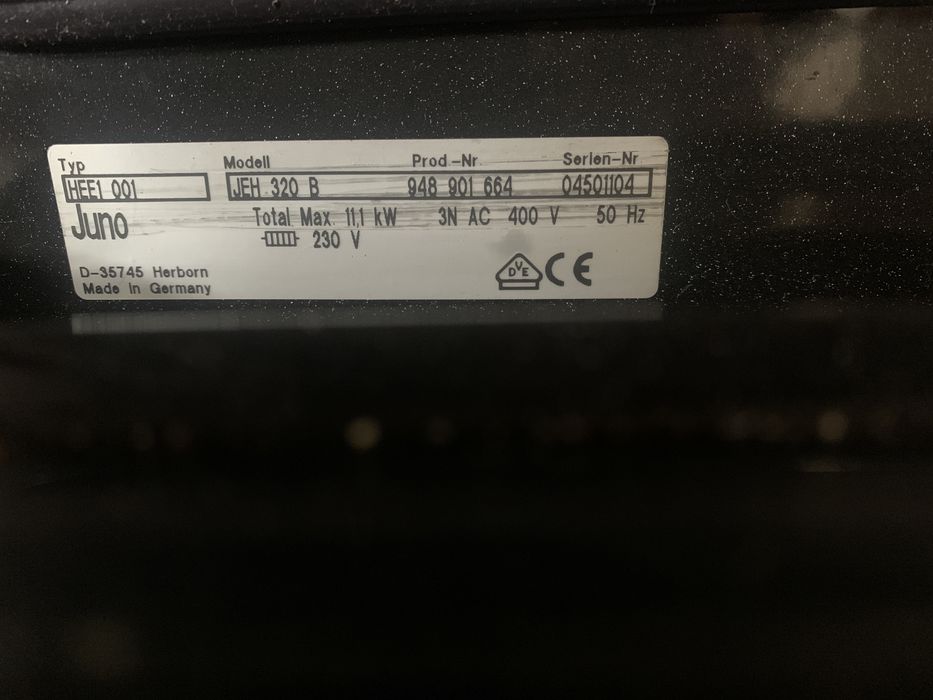 Typ Modell Prod.-Nr. Serien-Nr
HEE1 001 JEH 320 B 948 901 664 04501104
Juno Total Max. 11,1 kW 3N AC 400 V 50 Hz
230 V
DVE CE
D-35745 Herborn
Made in Germany